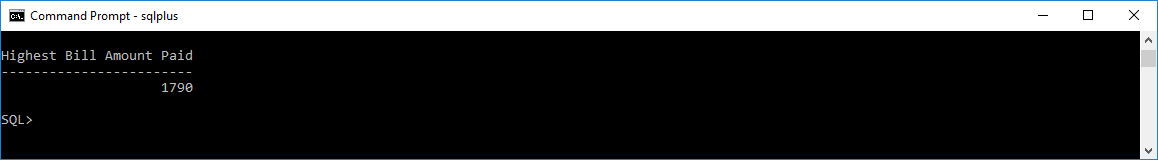 Command Prompt - sqlplus
Highest Bill Amount Paid
------------------------
1790
SQL>